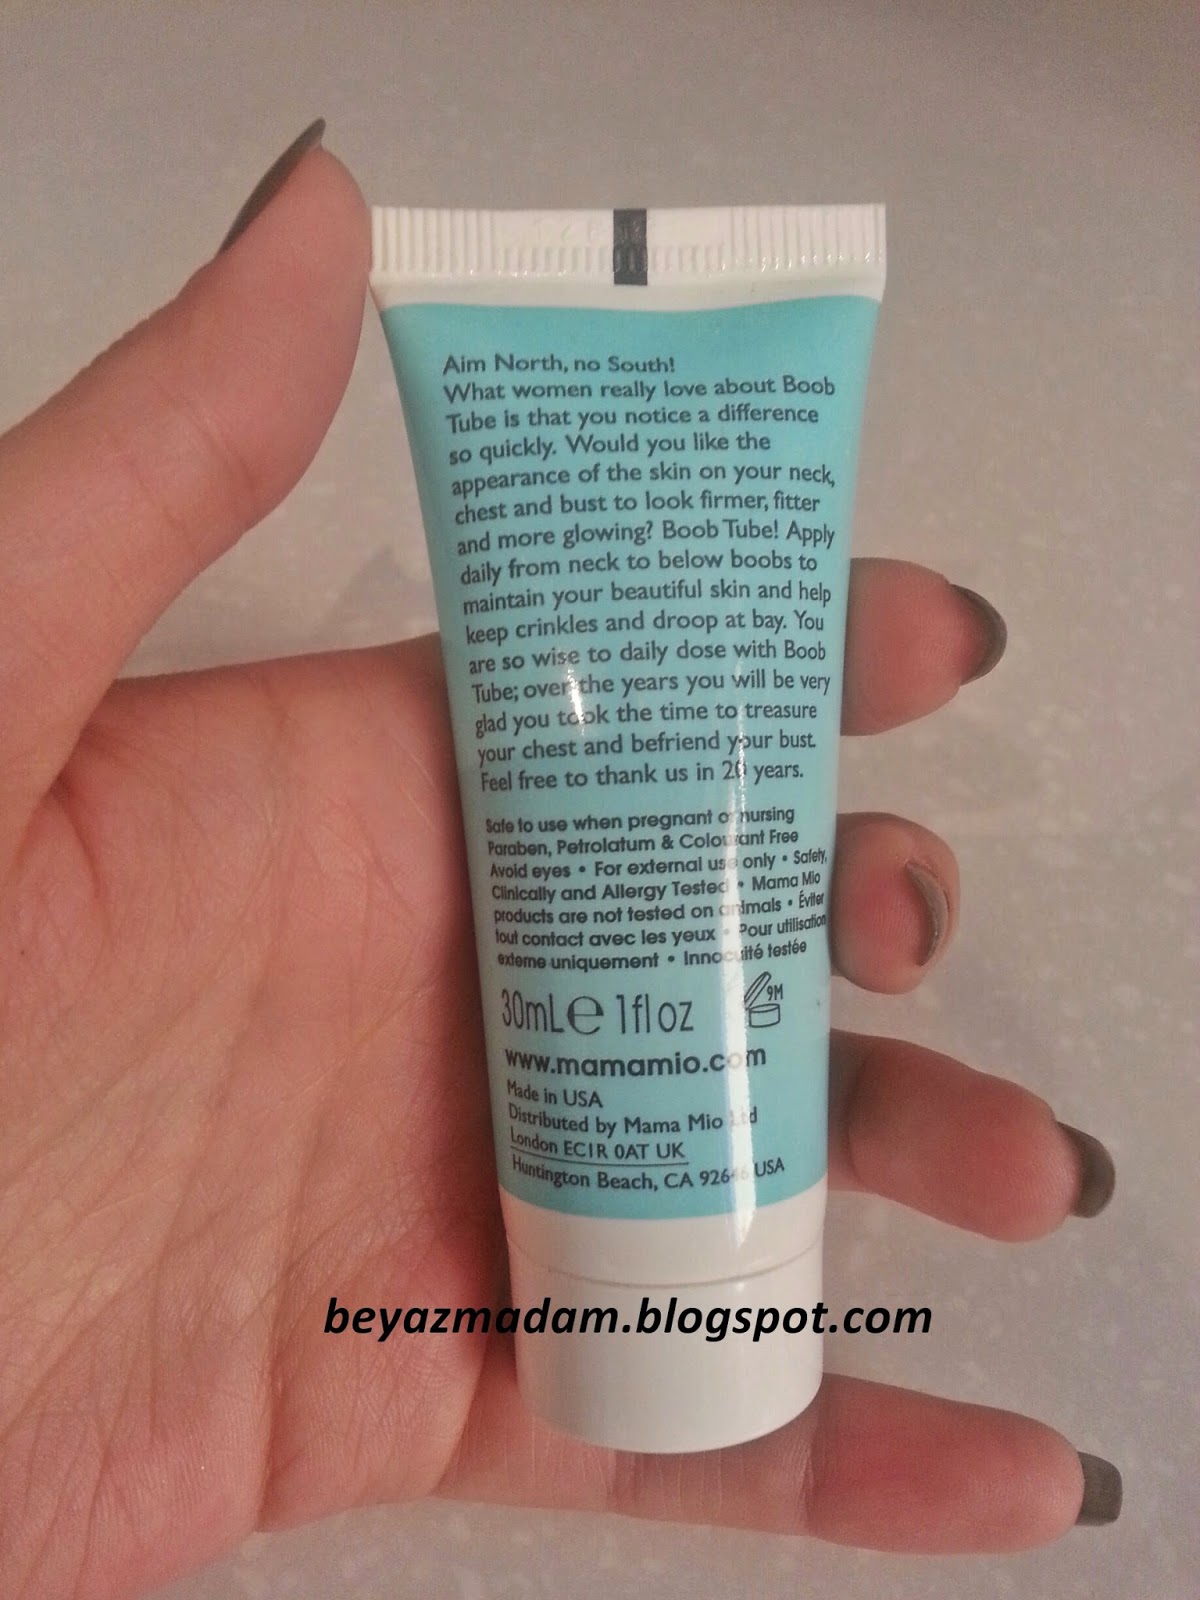 Aim North, no South!
What women really love about Boob
Tube is that you notice a difference
so quickly. Would you like the
appearance of the skin on your neck,
chest and bust to look firmer, fitter
and more glowing? Boob Tube! Apply
daily from neck to below boobs to
maintain your beautiful skin and help
keep crinkles and droop at bay. You
are so wise to daily dose with Boob
Tube; over the years you will be very
glad you took the time to treasure
your chest and befriend your bust.
Feel free to thank us in 20 years.
Safe to use when pregnant or nursing
Paraben, Petrolatum & Colourant Free
Avoid eyes • For external use only • Safety,
Clinically and Allergy Tested • Mama Mio
products are not tested on animals • Éviter
tout contact avec les yeux • Pour utilisation
externe uniquement • Innocuité testée
30mL e 1fl oz
9M
www.mamamio.com
Made in USA
Distributed by Mama Mio Ltd
London EC1R 0AT UK
Huntington Beach, CA USA
beyazmadam.blogspot.com